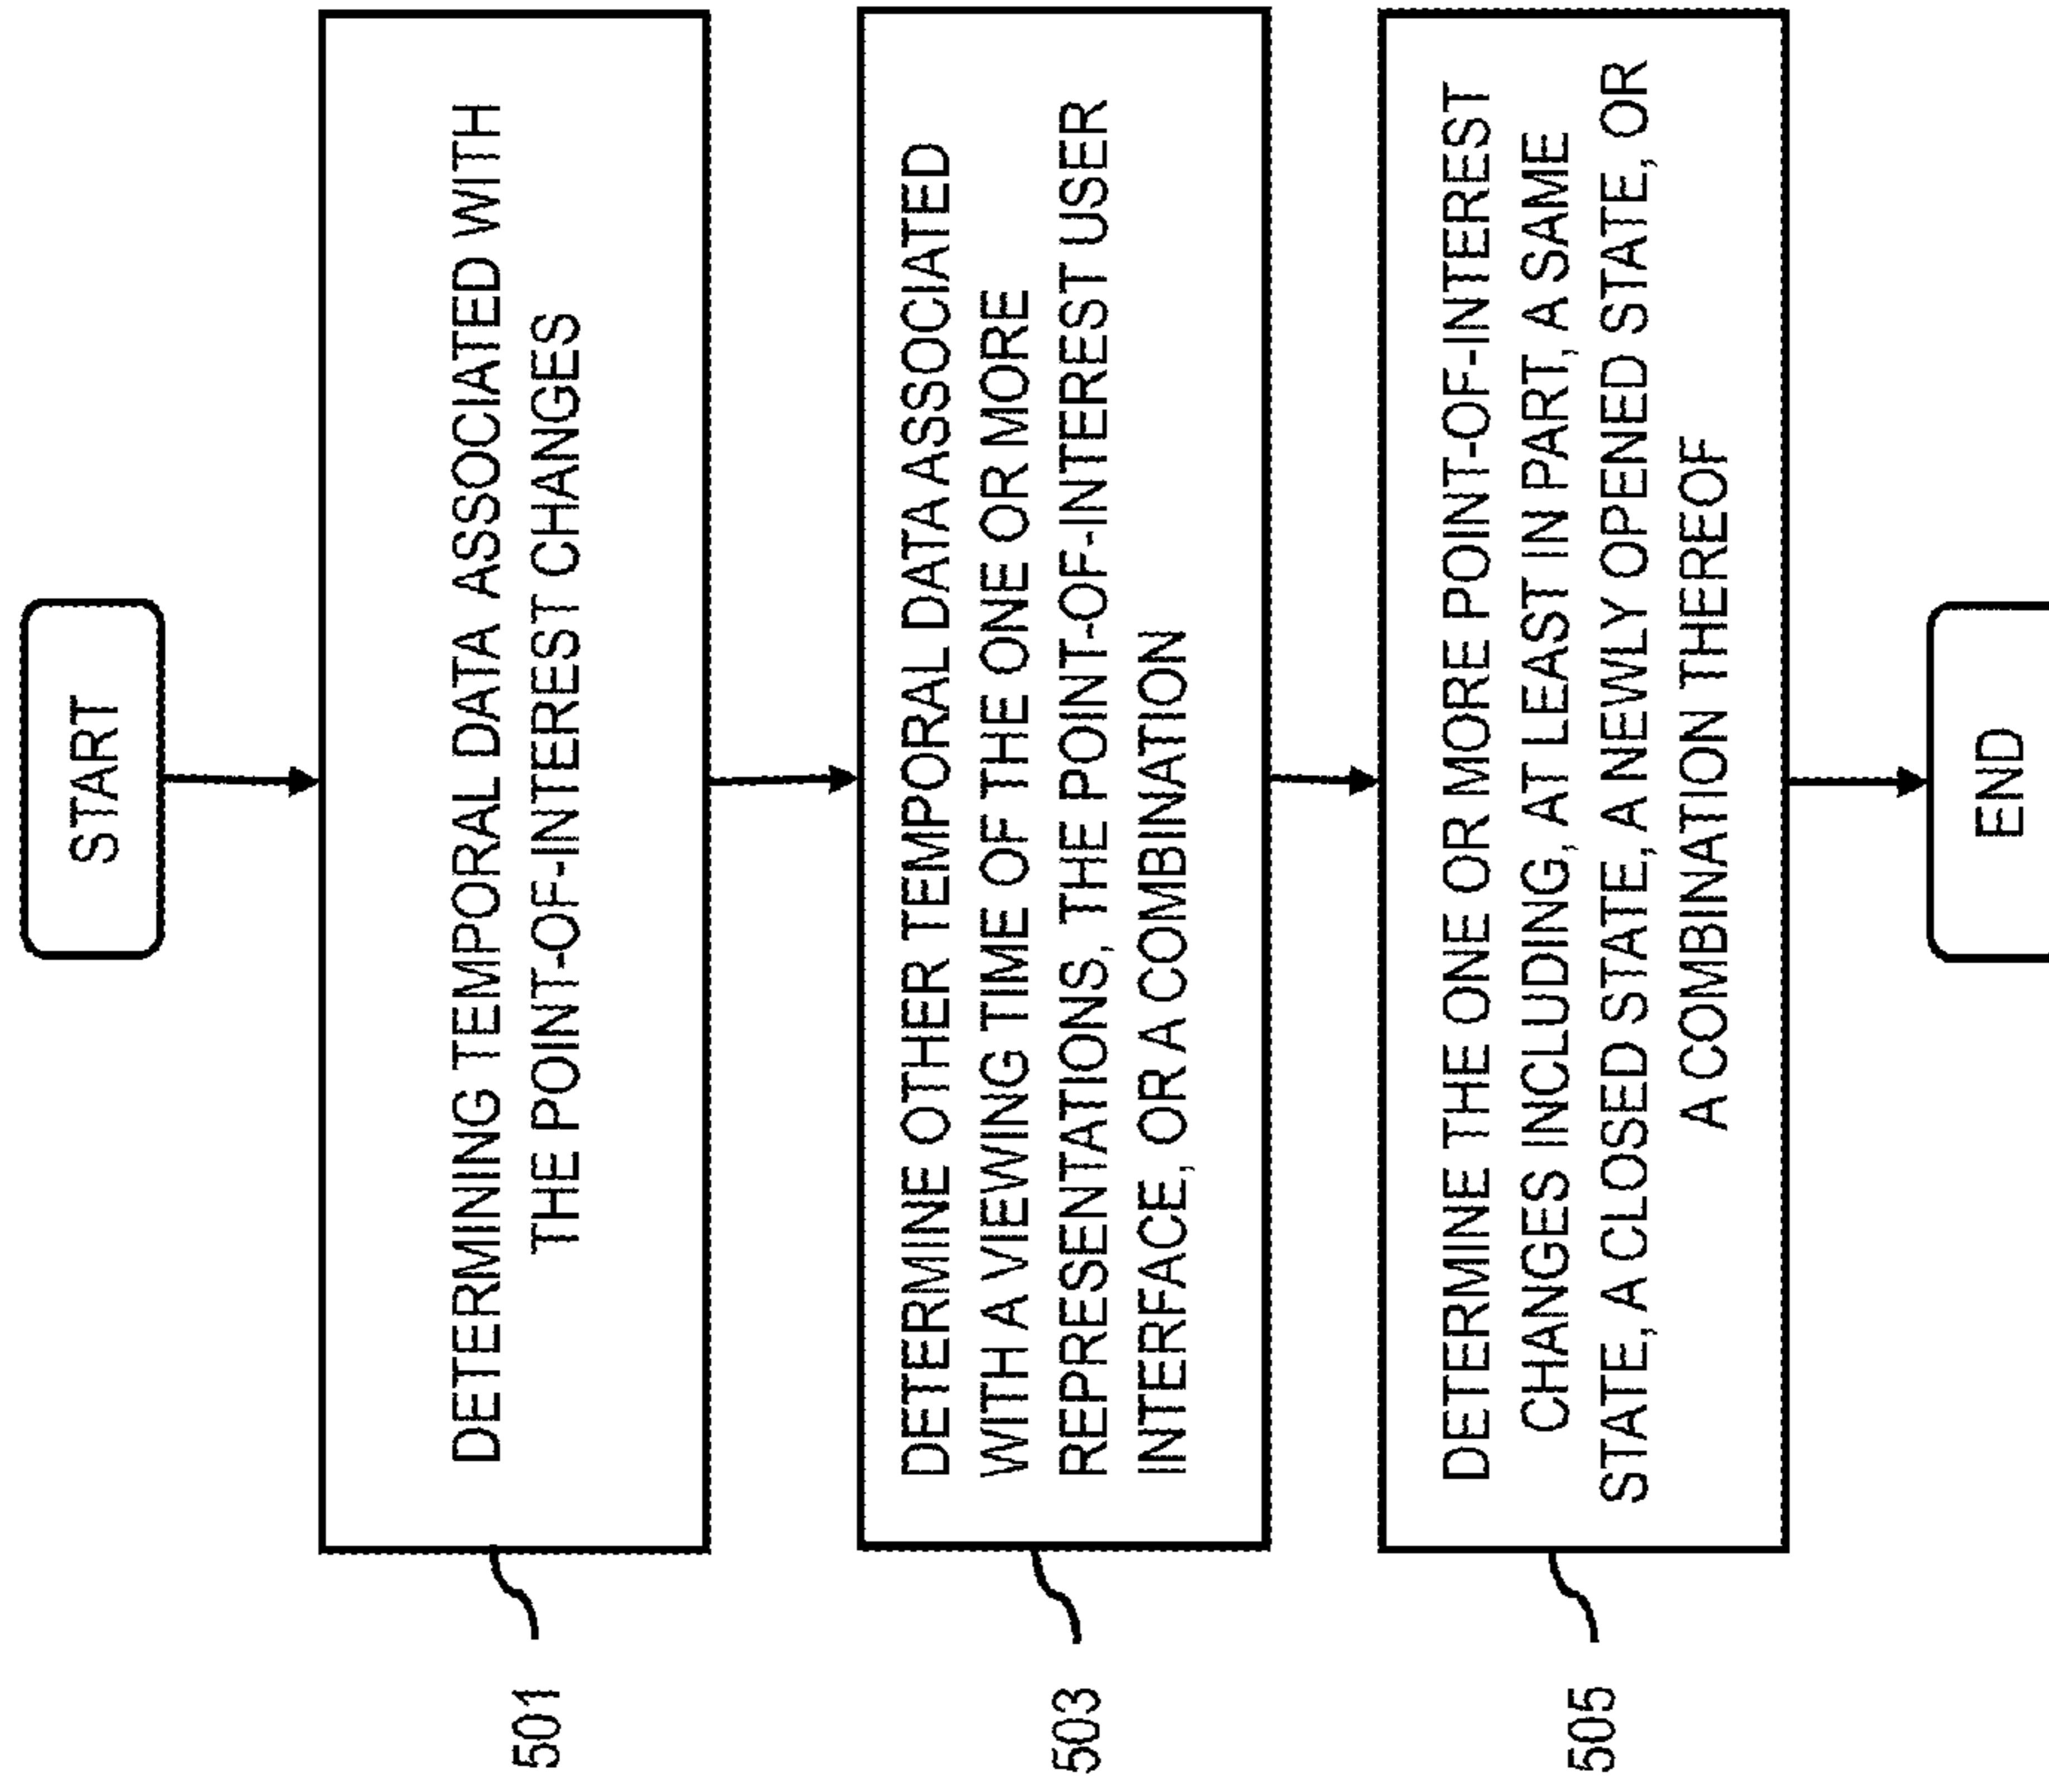 START
501
DETERMINING TEMPORAL DATA ASSOCIATED WITH
THE POINT-OF-INTEREST CHANGES
503
DETERMINE OTHER TEMPORAL DATA ASSOCIATED
WITH A VIEWING TIME OF THE ONE OR MORE
REPRESENTATIONS, THE POINT-OF-INTEREST USER
INTERFACE, OR A COMBINATION
505
DETERMINE THE ONE OR MORE POINT-OF-INTEREST
CHANGES INCLUDING, AT LEAST IN PART, A SAME
STATE, A CLOSED STATE, A NEWLY OPENED STATE, OR
A COMBINATION THEREOF
END